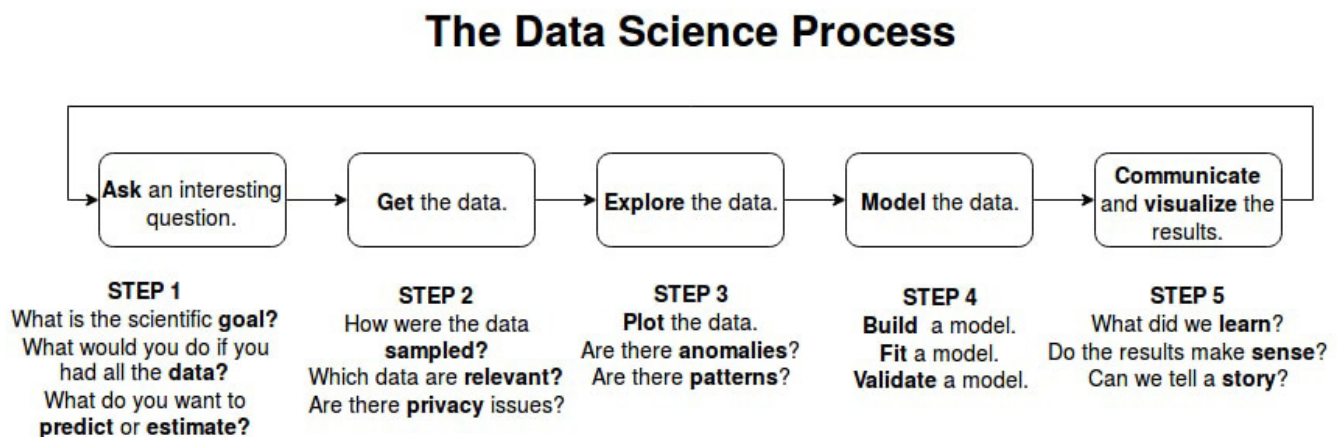 The Data Science Process
Ask an interesting
question.
Get the data.
Explore the data.
Model the data.
Communicate
and visualize the
results.
STEP 1
What is the scientific goal?
What would you do if you
had all the data?
What do you want to
predict or estimate?
STEP 2
How were the data
sampled?
Which data are relevant?
Are there privacy issues?
STEP 3
Plot the data.
Are there anomalies?
Are there patterns?
STEP 4
Build a model.
Fit a model.
Validate a model.
STEP 5
What did we learn?
Do the results make sense?
Can we tell a story?